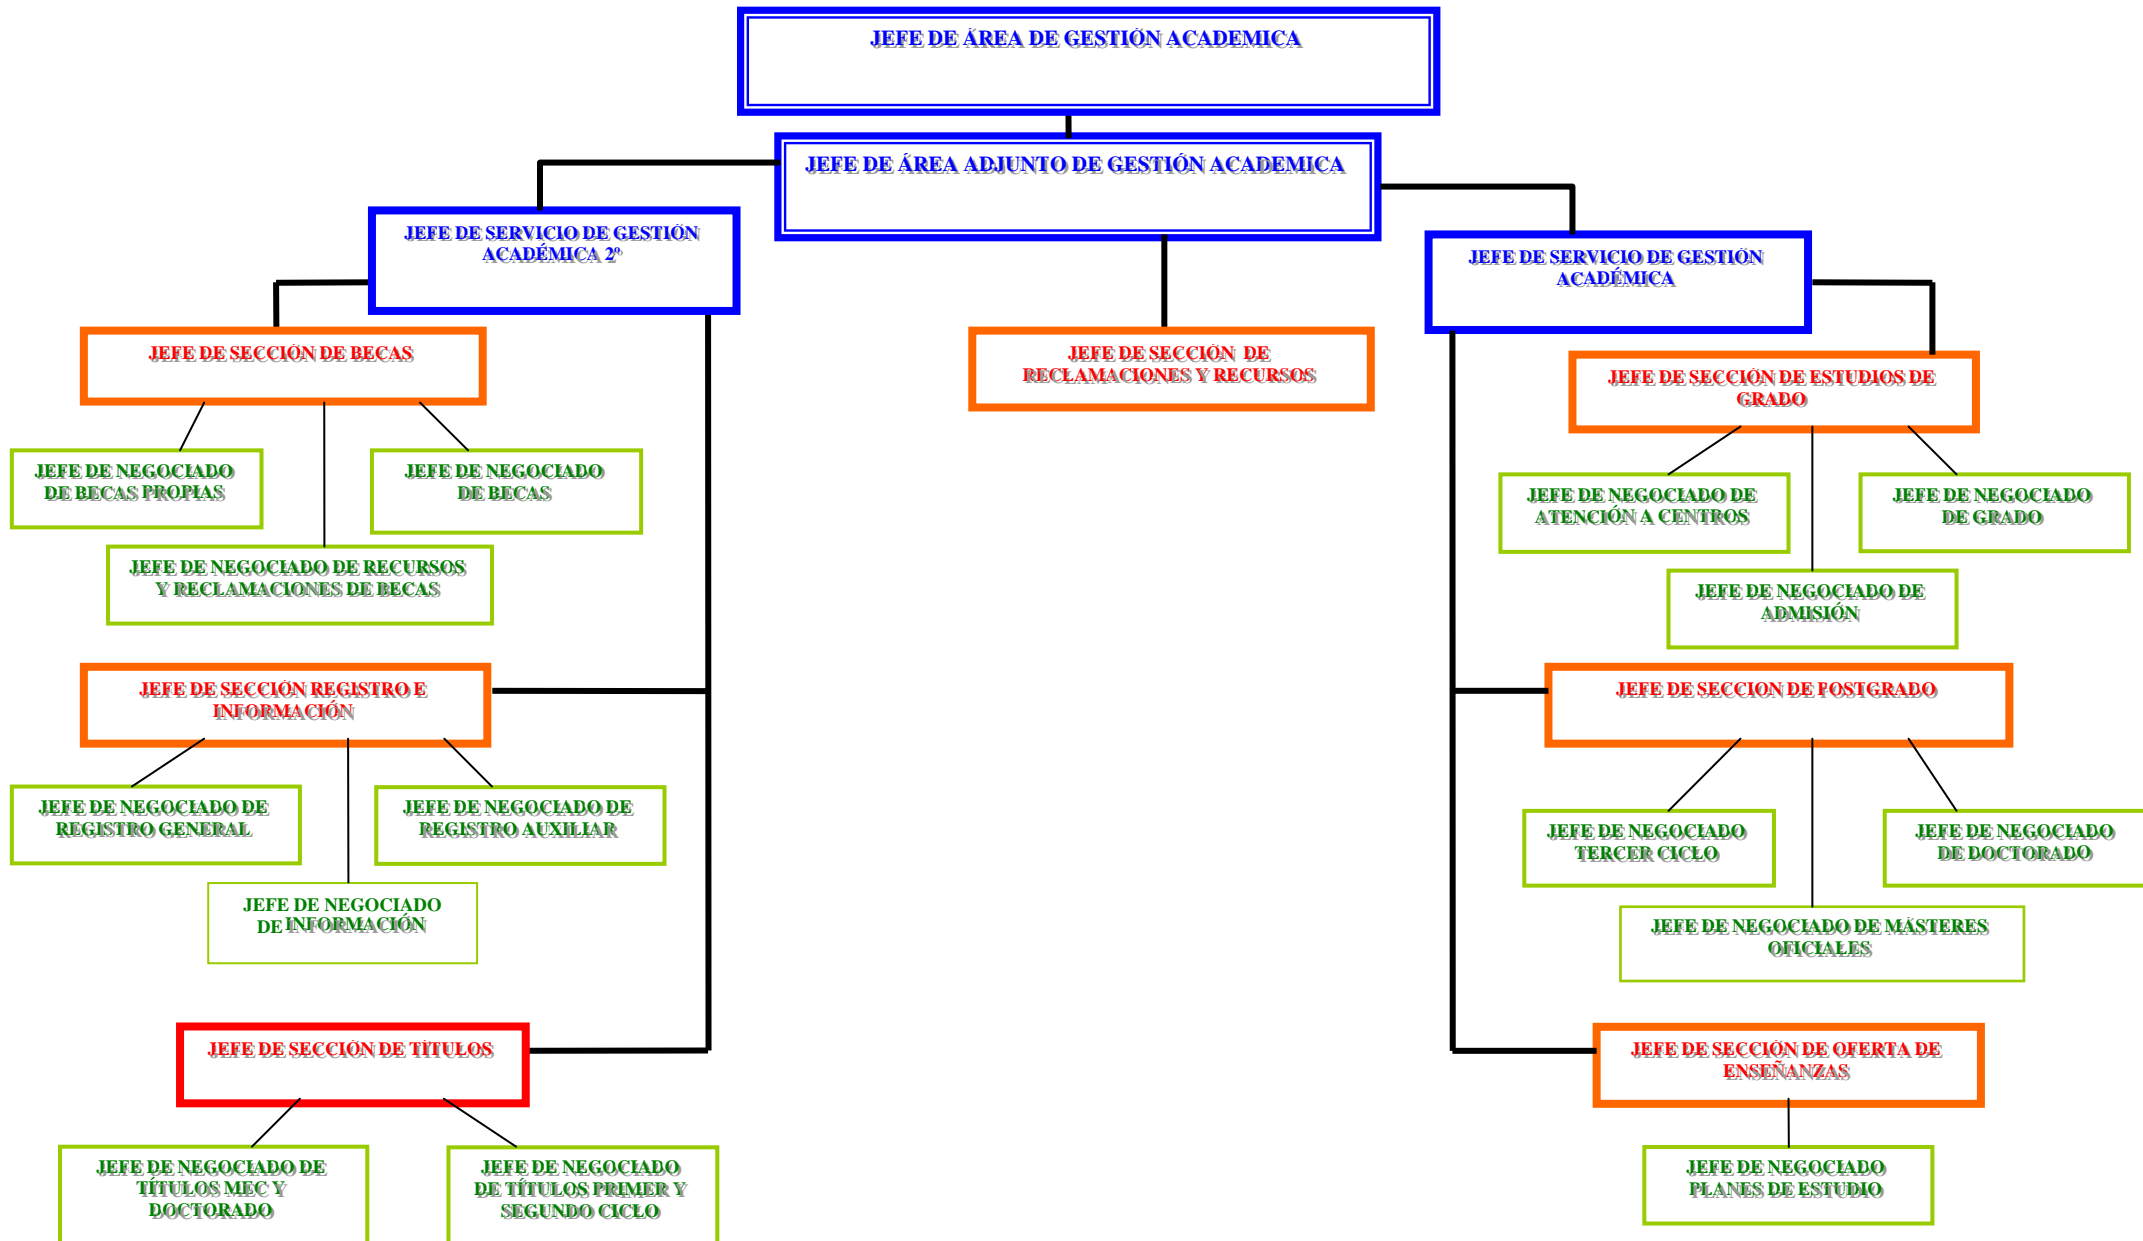 JEFE DE ÁREA DE GESTIÓN ACADEMICA
JEFE DE ÁREA ADJUNTO DE GESTIÓN ACADEMICA
JEFE DE SERVICIO DE GESTIÓN
ACADÉMICA 2º
JEFE DE SERVICIO DE GESTIÓN
ACADÉMICA
JEFE DE SECCIÓN DE BECAS
JEFE DE SECCIÓN DE
RECLAMACIONES Y RECURSOS
JEFE DE SECCIÓN DE ESTUDIOS DE
GRADO
JEFE DE NEGOCIADO
DE BECAS PROPIAS
JEFE DE NEGOCIADO
DE BECAS
JEFE DE NEGOCIADO DE
ATENCIÓN A CENTROS
JEFE DE NEGOCIADO
DE GRADO
JEFE DE NEGOCIADO DE RECURSOS
Y RECLAMACIONES DE BECAS
JEFE DE NEGOCIADO DE
ADMISIÓN
JEFE DE SECCIÓN REGISTRO E
INFORMACIÓN
JEFE DE SECCION DE POSTGRADO
JEFE DE NEGOCIADO DE
REGISTRO GENERAL
JEFE DE NEGOCIADO DE
REGISTRO AUXILIAR
JEFE DE NEGOCIADO
TERCER CICLO
JEFE DE NEGOCIADO
DE DOCTORADO
JEFE DE NEGOCIADO
DE INFORMACIÓN
JEFE DE NEGOCIADO DE MÁSTERES
OFICIALES
JEFE DE SECCIÓN DE TÍTULOS
JEFE DE SECCIÓN DE OFERTA DE
ENSEÑANZAS
JEFE DE NEGOCIADO DE
TÍTULOS MEC Y
DOCTORADO
JEFE DE NEGOCIADO
DE TÍTULOS PRIMER Y
SEGUNDO CICLO
JEFE DE NEGOCIADO
PLANES DE ESTUDIO